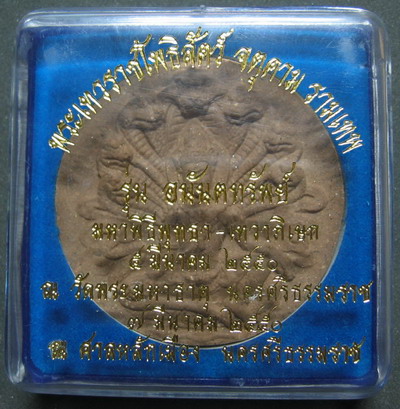 พระเทวราชโพธิสัตว์ จตุคาม รามเทพ
รุ่น อนันตทรัพย์
มหาพิธีพุทธา-เทวาภิเษก
๕ มีนาคม ๒๕๕๐
ณ วัดพระมหาธาตุ นครศรีธรรมราช
๗ มีนาคม ๒๕๕๐
ณ ศาลหลักเมือง นครศรีธรรมราช